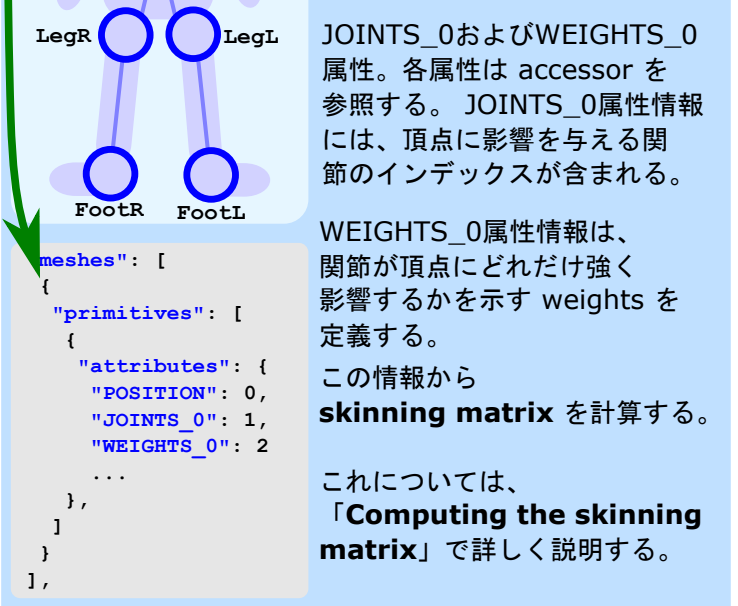 LegR LegL
FootR FootL
meshes": [
{
"primitives": [
{
"attributes": {
"POSITION": 0,
"JOINTS_0": 1,
"WEIGHTS_0": 2
...
},
]
}
],
JOINTS_0およびWEIGHTS_0
属性。各属性は accessor を
参照する。 JOINTS_0属性情報
には、頂点に影響を与える関
節のインデックスが含まれる。
WEIGHTS_0属性情報は、
関節が頂点にどれだけ強く
影響するかを示す weights を
定義する。
この情報から
skinning matrix を計算する。
これについては、
「Computing the skinning
matrix」で詳しく説明する。